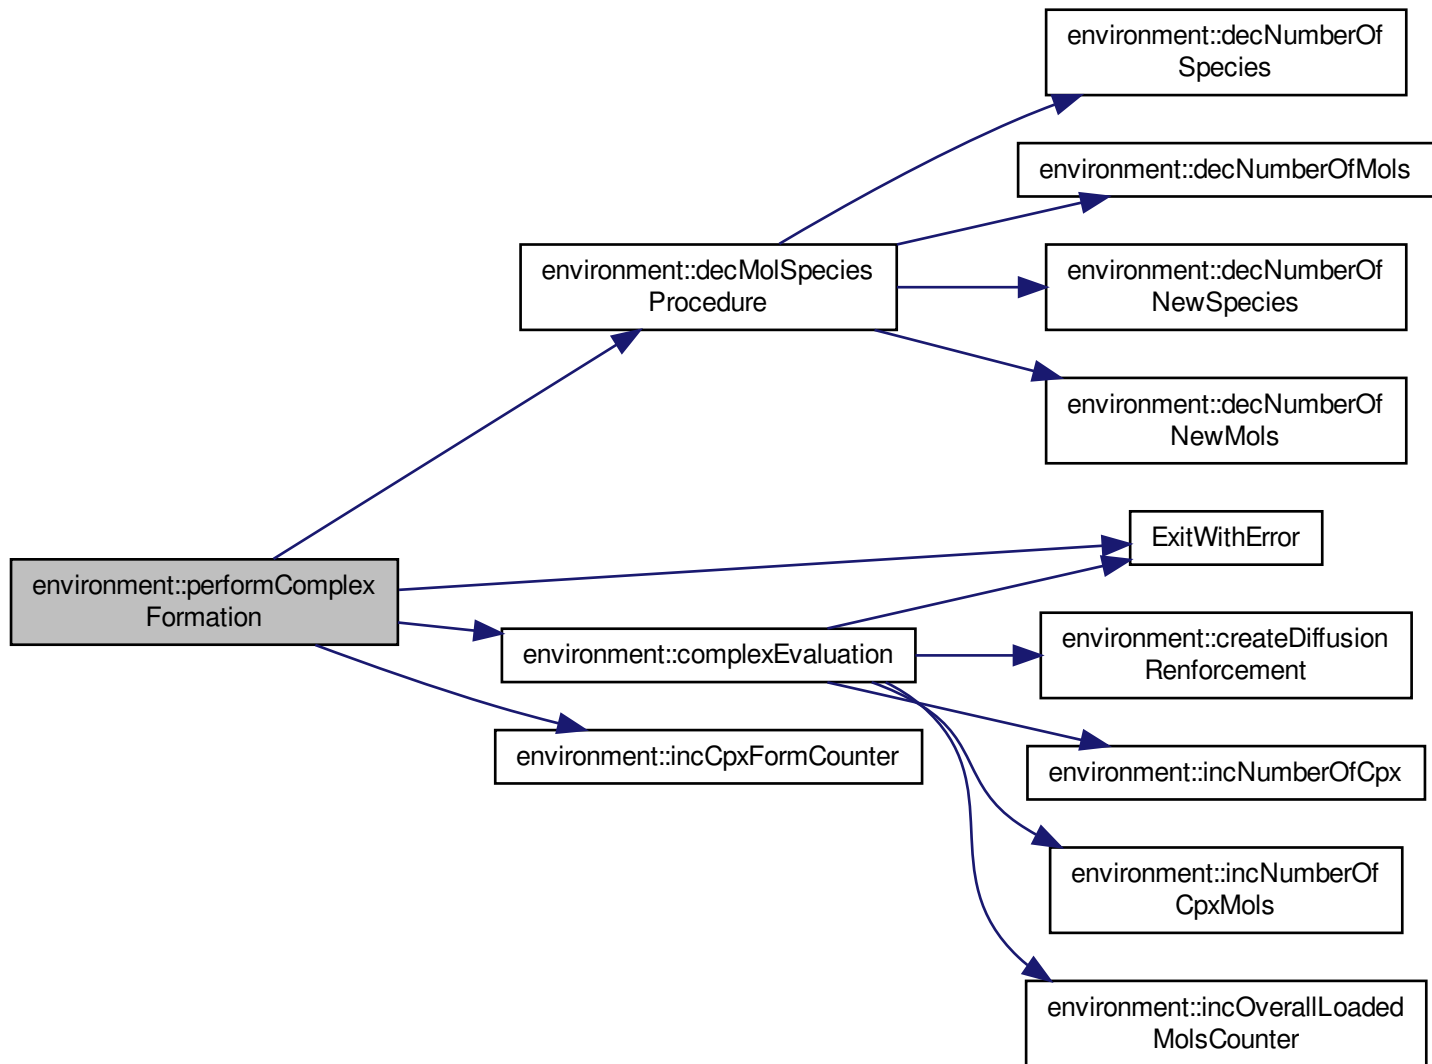 environment::decNumberOf
Species
environment::decNumberOfMols
environment::decMolSpecies
Procedure
environment::decNumberOf
NewSpecies
environment::decNumberOf
NewMols
ExitWithError
environment::performComplex
Formation
environment::complexEvaluation
environment::createDiffusion
Renforcement
environment::incCpxFormCounter
environment::incNumberOfCpx
environment::incNumberOf
CpxMols
environment::incOverallLoaded
MolsCounter